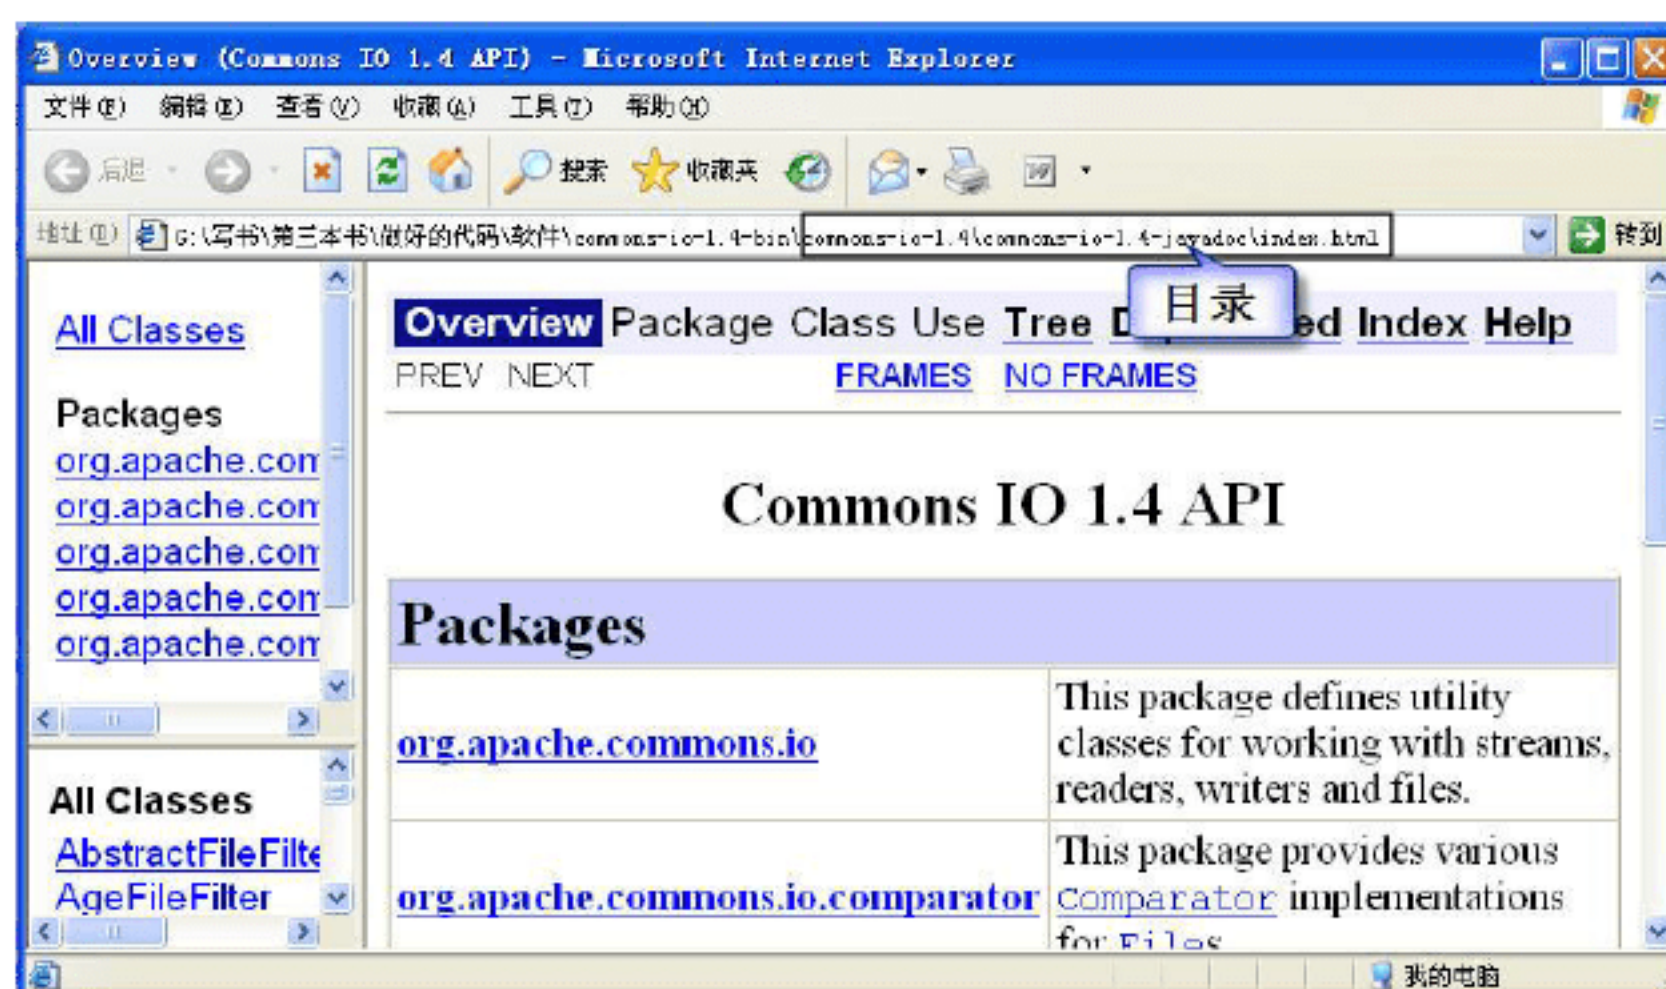 Overview (Commons IO 1.4 API) - Microsoft Internet Explorer
文件(F) 编辑(E) 查看(V) 收藏(A) 工具(T) 帮助(H)
后退 搜索 收藏夹
地址(D) G:\写书\第三本书\做好的代码\软件\commons-io-1.4-bin\commons-io-1.4\commons-io-1.4-javadoc\index.html 转到
目录
All Classes
Packages
org.apache.com
org.apache.com
org.apache.com
org.apache.com
org.apache.com
All Classes
AbstractFileFilte
AgeFileFilter
Overview Package Class Use Tree Index Help
PREV NEXT FRAMES NO FRAMES
Commons IO 1.4 API
Packages
org.apache.commons.io
This package defines utility
classes for working with streams,
readers, writers and files.
org.apache.commons.io.comparator
This package provides various
Comparator implementations
for Files
我的电脑